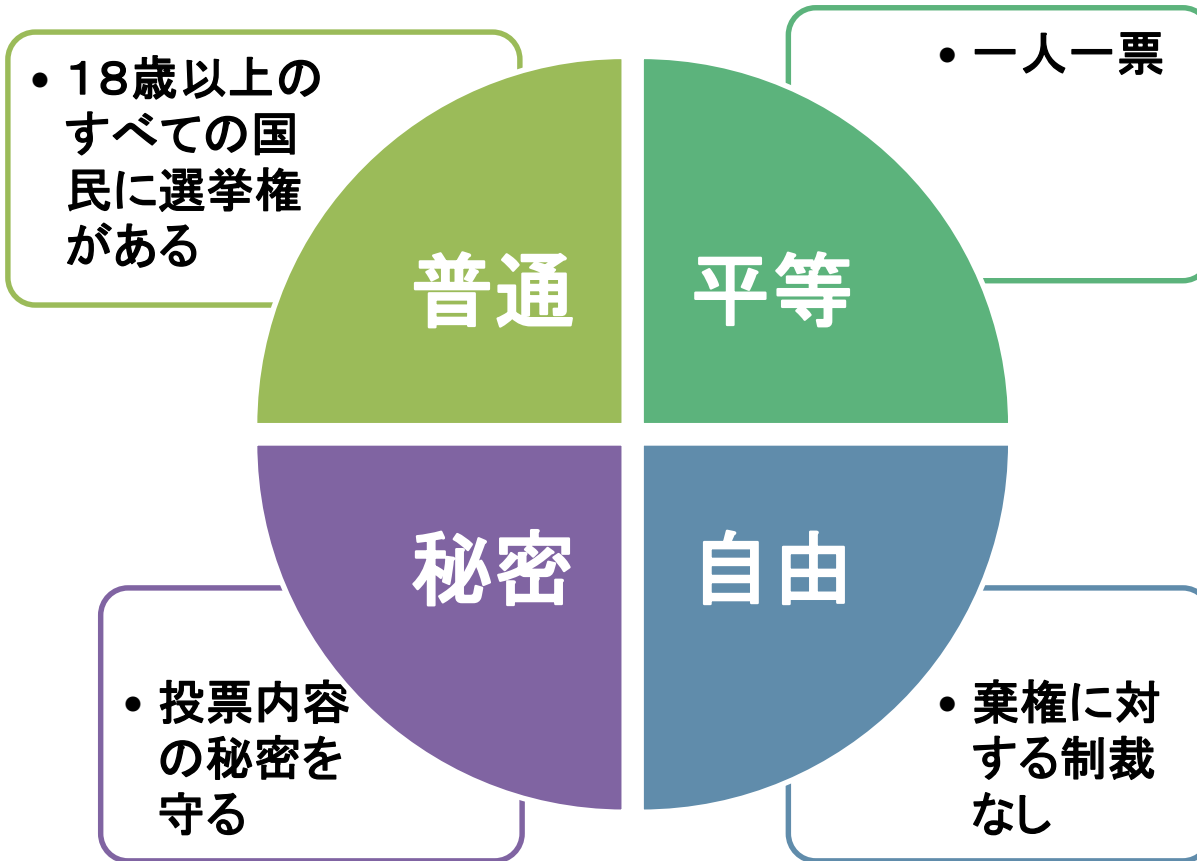 • 18歳以上の
すべての国
民に選挙権
がある
• 一人一票
普通
平等
秘密
自由
• 投票内容
の秘密を
守る
• 棄権に対
する制裁
なし